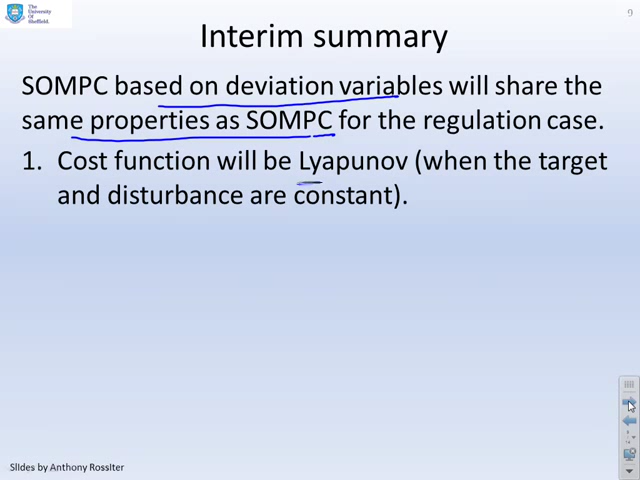 The
University
Of
Sheffield.
9
Interim summary
SOMPC based on deviation variables will share the
same properties as SOMPC for the regulation case.
1. Cost function will be Lyapunov (when the target
and disturbance are constant).
Slides by Anthony Rossiter